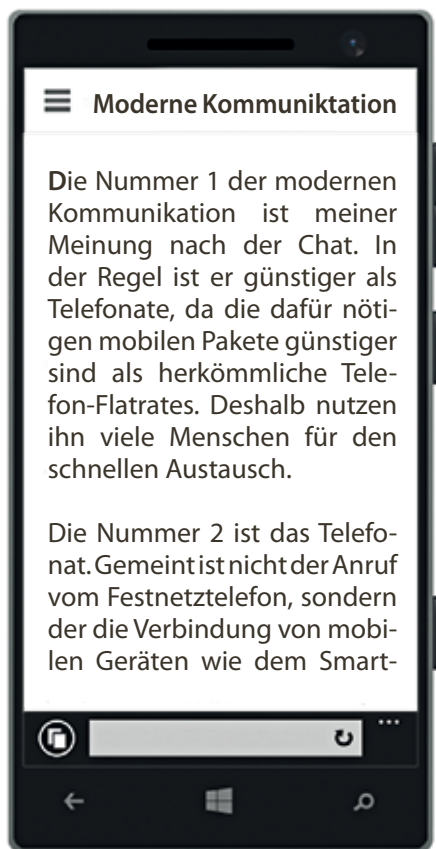 Moderne Kommuniktation
Die Nummer 1 der modernen
Kommunikation ist meiner
Meinung nach der Chat. In
der Regel ist er günstiger als
Telefonate, da die dafür nöti-
gen mobilen Pakete günstiger
sind als herkömmliche Tele-
fon-Flatrates. Deshalb nutzen
ihn viele Menschen für den
schnellen Austausch.
Die Nummer 2 ist das Telefo-
nat. Gemeint ist nicht der Anruf
vom Festnetztelefon, sondern
der die Verbindung von mobi-
len Geräten wie dem Smart-